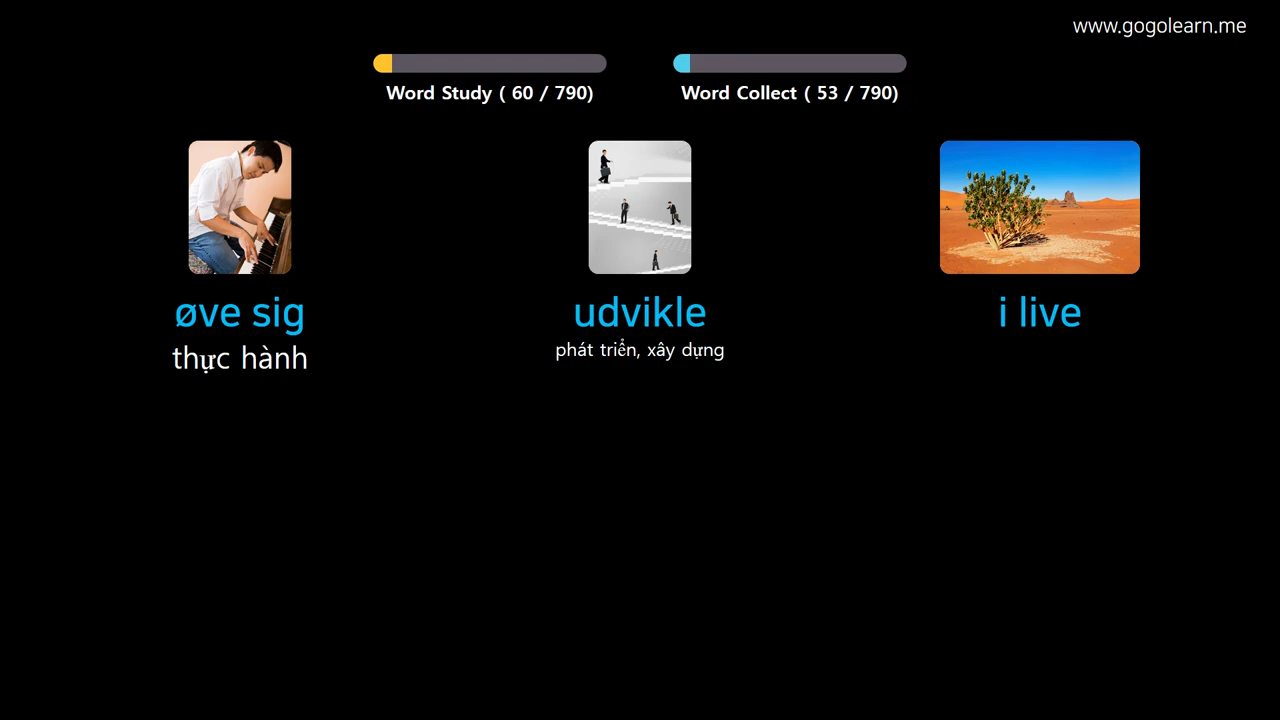 www.gogolearn.me
Word Study ( 60 / 790)
Word Collect ( 53 / 790)
øve sig
thực hành
udvikle
phát triển, xây dựng
i live